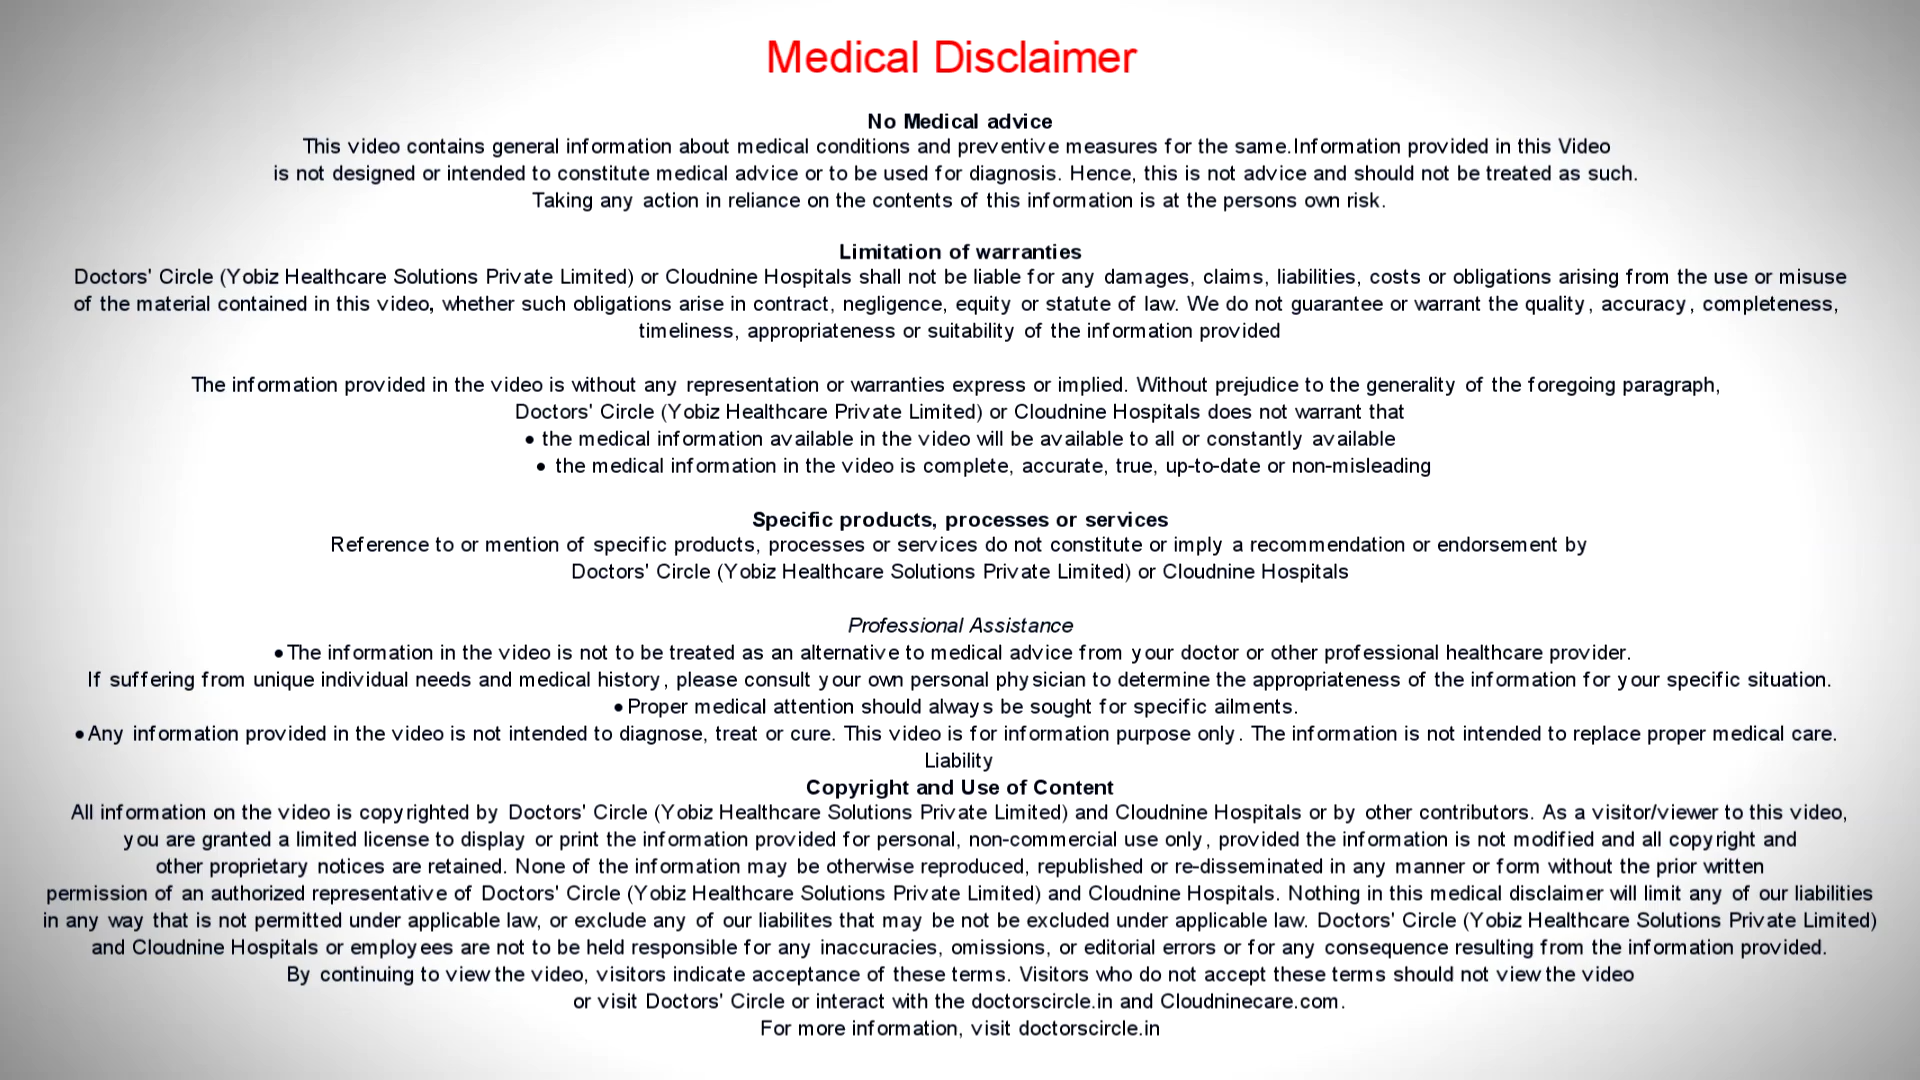 Medical Disclaimer
No Medical advice
This video contains general information about medical conditions and preventive measures for the same.Information provided in this Video
is not designed or intended to constitute medical advice or to be used for diagnosis. Hence, this is not advice and should not be treated as such.
Taking any action in reliance on the contents of this information is at the persons own risk.
Limitation of warranties
Doctors' Circle (Yobiz Healthcare Solutions Private Limited) or Cloudnine Hospitals shall not be liable for any damages, claims, liabilities, costs or obligations arising from the use or misuse
of the material contained in this video, whether such obligations arise in contract, negligence, equity or statute of law. We do not guarantee or warrant the quality, accuracy, completeness,
timeliness, appropriateness or suitability of the information provided
The information provided in the video is without any representation or warranties express or implied. Without prejudice to the generality of the foregoing paragraph,
Doctors' Circle (Yobiz Healthcare Private Limited) or Cloudnine Hospitals does not warrant that
• the medical information available in the video will be available to all or constantly available
• the medical information in the video is complete, accurate, true, up-to-date or non-misleading
Specific products, processes or services
Reference to or mention of specific products, processes or services do not constitute or imply a recommendation or endorsement by
Doctors' Circle (Yobiz Healthcare Solutions Private Limited) or Cloudnine Hospitals
Professional Assistance
•The information in the video is not to be treated as an alternative to medical advice from your doctor or other professional healthcare provider.
If suffering from unique individual needs and medical history, please consult your own personal physician to determine the appropriateness of the information for your specific situation.
•Proper medical attention should always be sought for specific ailments.
•Any information provided in the video is not intended to diagnose, treat or cure. This video is for information purpose only. The information is not intended to replace proper medical care.
Liability
Copyright and Use of Content
All information on the video is copyrighted by Doctors' Circle (Yobiz Healthcare Solutions Private Limited) and Cloudnine Hospitals or by other contributors. As a visitor/viewer to this video,
you are granted a limited license to display or print the information provided for personal, non-commercial use only, provided the information is not modified and all copyright and
other proprietary notices are retained. None of the information may be otherwise reproduced, republished or re-disseminated in any manner or form without the prior written
permission of an authorized representative of Doctors' Circle (Yobiz Healthcare Solutions Private Limited) and Cloudnine Hospitals. Nothing in this medical disclaimer will limit any of our liabilities
in any way that is not permitted under applicable law, or exclude any of our liabilites that may be not be excluded under applicable law. Doctors' Circle (Yobiz Healthcare Solutions Private Limited)
and Cloudnine Hospitals or employees are not to be held responsible for any inaccuracies, omissions, or editorial errors or for any consequence resulting from the information provided.
By continuing to view the video, visitors indicate acceptance of these terms. Visitors who do not accept these terms should not view the video
or visit Doctors' Circle or interact with the doctorscircle.in and Cloudninecare.com.
For more information, visit doctorscircle.in